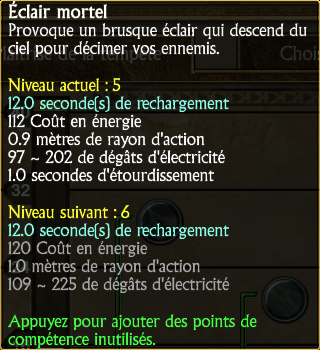 Éclair mortel
Provoque un brusque éclair qui descend du
ciel pour décimer vos ennemis.
Niveau actuel : 5
12.0 seconde(s) de rechargement
112 Coût en énergie
0.9 mètres de rayon d'action
97 ~ 202 de dégâts d'électricité
1.0 secondes d'étourdissement
32
Niveau suivant : 6
12.0 seconde(s) de rechargement
120 Coût en énergie
1.0 mètres de rayon d'action
109 ~ 225 de dégâts d'électricité
Appuyez pour ajouter des points de
compétence inutilisés.